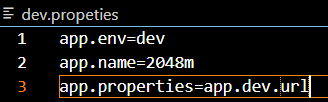 dev.propeties
1 app.env=dev
2 app.name=2048m
3 app.properties=app.dev.url